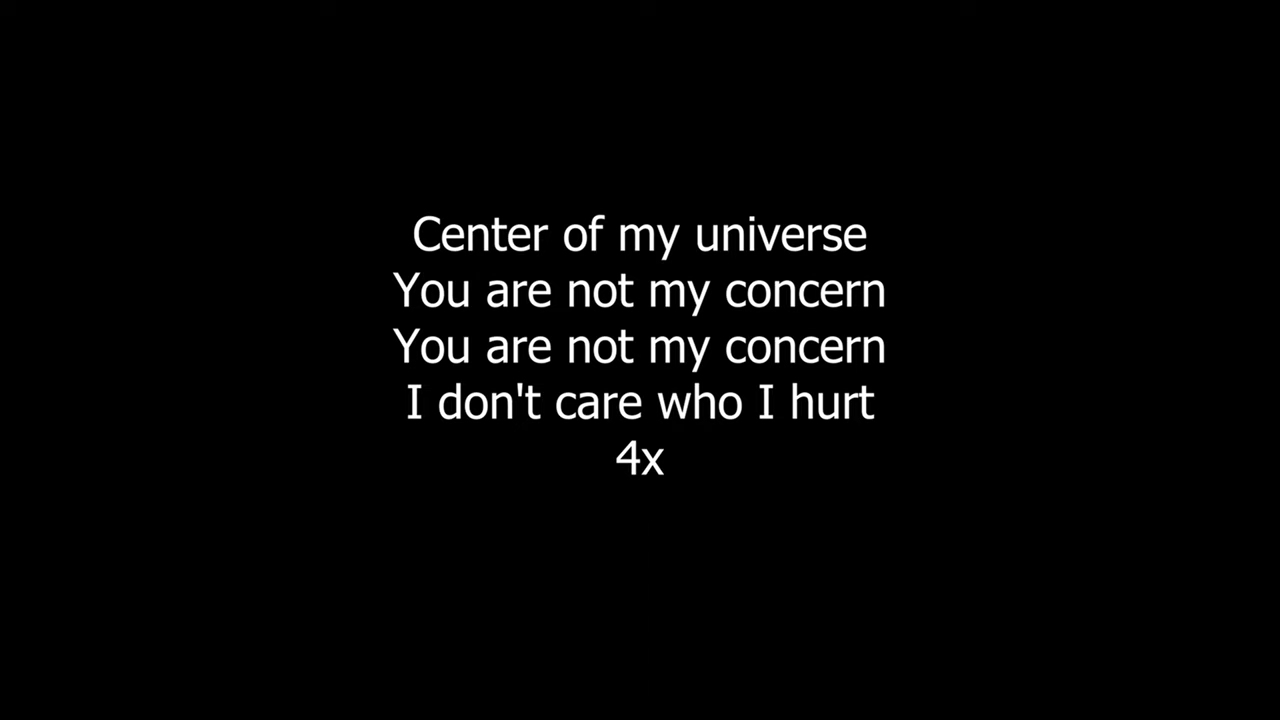 Center of my universe
You are not my concern
You are not my concern
I don't care who I hurt
4x